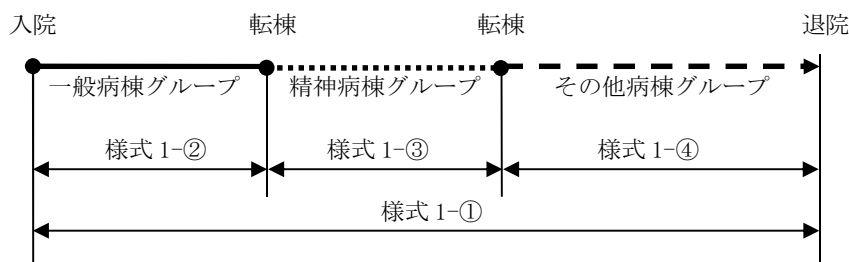 入院 転棟 転棟 退院
一般病棟グループ 精神病棟グループ その他病棟グループ
様式 1-② 様式 1-③ 様式 1-④
様式 1-①